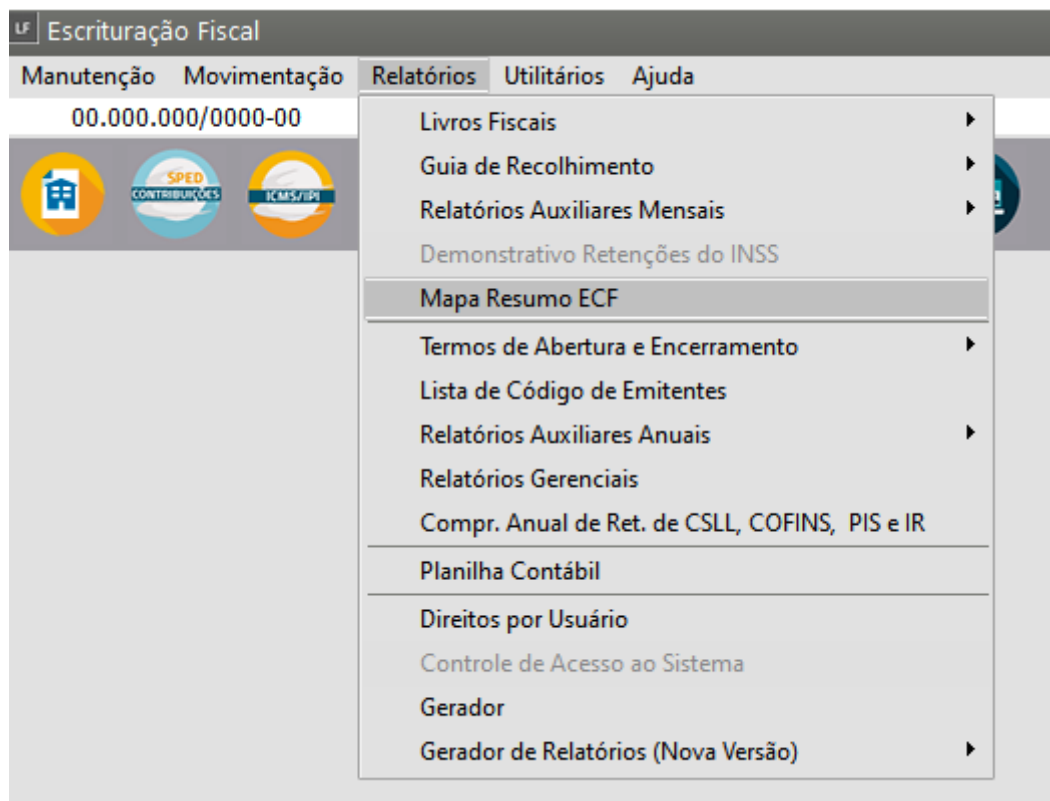 LF Escrituração Fiscal
Manutenção Movimentação Relatórios Utilitários Ajuda
00.000.000/0000-00
SPED
CONTRIBUIÇÕES
ICMS/IPI
Livros Fiscais
Guia de Recolhimento
Relatórios Auxiliares Mensais
Demonstrativo Retenções do INSS
Mapa Resumo ECF
Termos de Abertura e Encerramento
Lista de Código de Emitentes
Relatórios Auxiliares Anuais
Relatórios Gerenciais
Compr. Anual de Ret. de CSLL, COFINS, PIS e IR
Planilha Contábil
Direitos por Usuário
Controle de Acesso ao Sistema
Gerador
Gerador de Relatórios (Nova Versão)